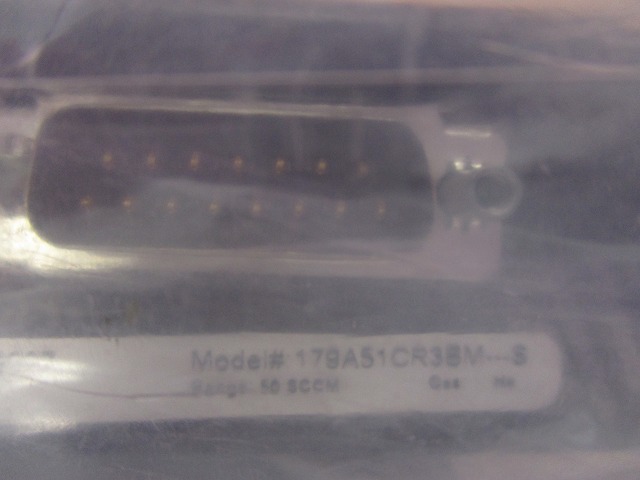 Model# 179A51CR3BM---S
Range 50 SCCM Gas